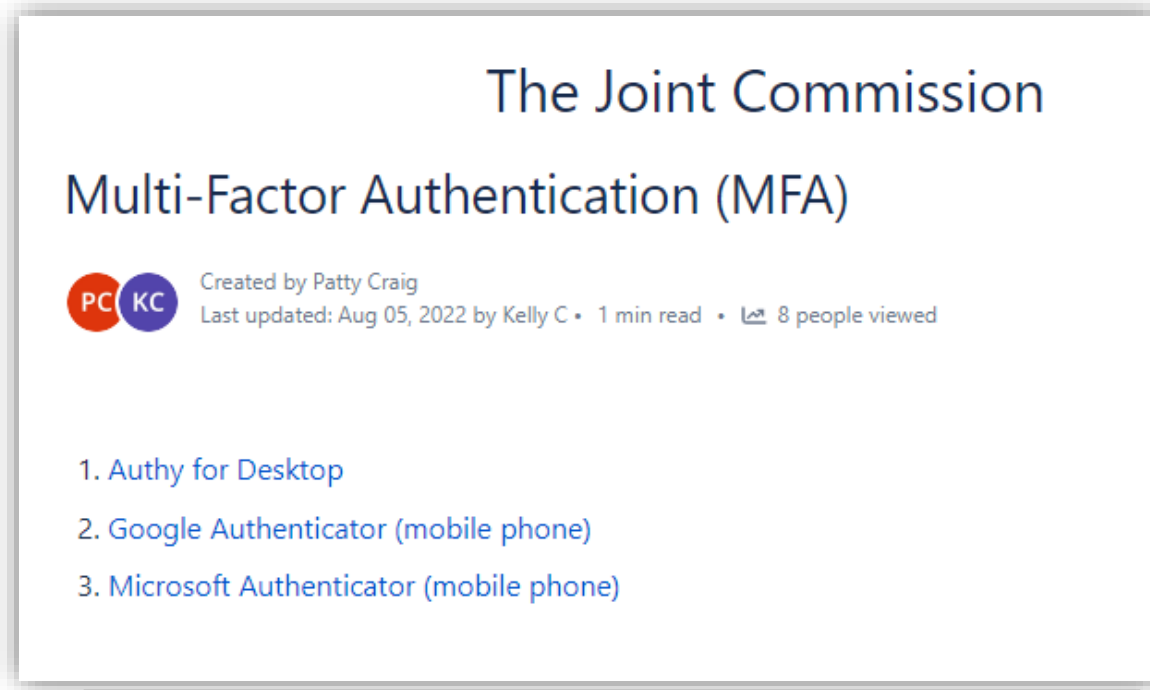 The Joint Commission
Multi-Factor Authentication (MFA)
PC KC
Created by Patty Craig
Last updated: Aug 05, 2022 by Kelly C • 1 min read • 8 people viewed
1. Authy for Desktop
2. Google Authenticator (mobile phone)
3. Microsoft Authenticator (mobile phone)